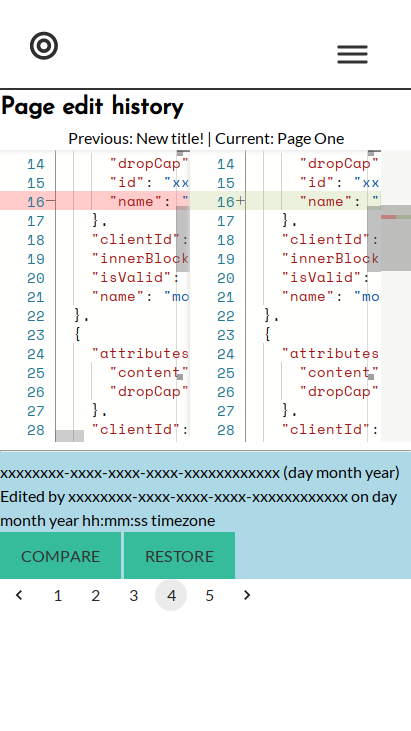 Page edit history
Previous: New title! | Current: Page One
14 "dropCap" 14 "dropCap"
15 "id": "xx 15 "id": "xx
16— "name": " 16+ "name": "
17 }, 17 },
18 "clientId": 18 "clientId":
19 "innerBlock 19 "innerBlock
20 "isValid": 20 "isValid":
21 "name": "mo 21 "name": "mo
22 }, 22 },
23 { 23 {
24 "attributes 24 "attributes
25 "content" 25 "content"
26 "dropCap" 26 "dropCap"
27 }, 27 },
28 "clientId": 28 "clientId":
xxxxxxxx-xxxx-xxxx-xxxx-xxxxxxxxxxxx (day month year)
Edited by xxxxxxxx-xxxx-xxxx-xxxx-xxxxxxxxxxxx on day
month year hh:mm:ss timezone
COMPARE RESTORE
1 2 3 4 5